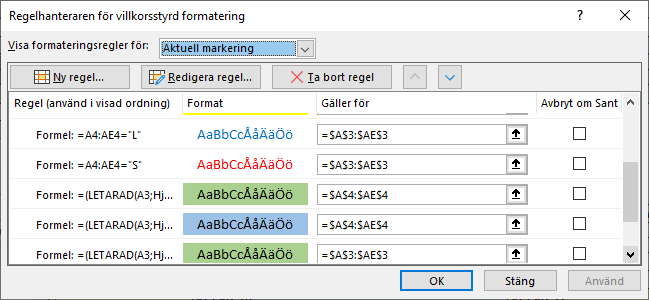 Regelhanteraren för villkorsstyrd formatering
Visa formateringsregler för: Aktuell markering
Ny regel... Redigera regel... Ta bort regel
Regel (använd i visad ordning) Format Gäller för Avbryt om Sant
Formel: =A4:AE4="L" AaBbCcÅåÄäÖö =$A$3:$AE$3
Formel: =A4:AE4="S" AaBbCcÅåÄäÖö =$A$3:$AE$3
Formel: =(LETARAD(A3;Hj... AaBbCcÅåÄäÖö =$A$4:$AE$4
Formel: =(LETARAD(A3;Hj... AaBbCcÅåÄäÖö =$A$4:$AE$4
Formel: =(LETARAD(A3;Hj... AaBbCcÅåÄäÖö =$A$3:$AE$3
OK Stäng Använd